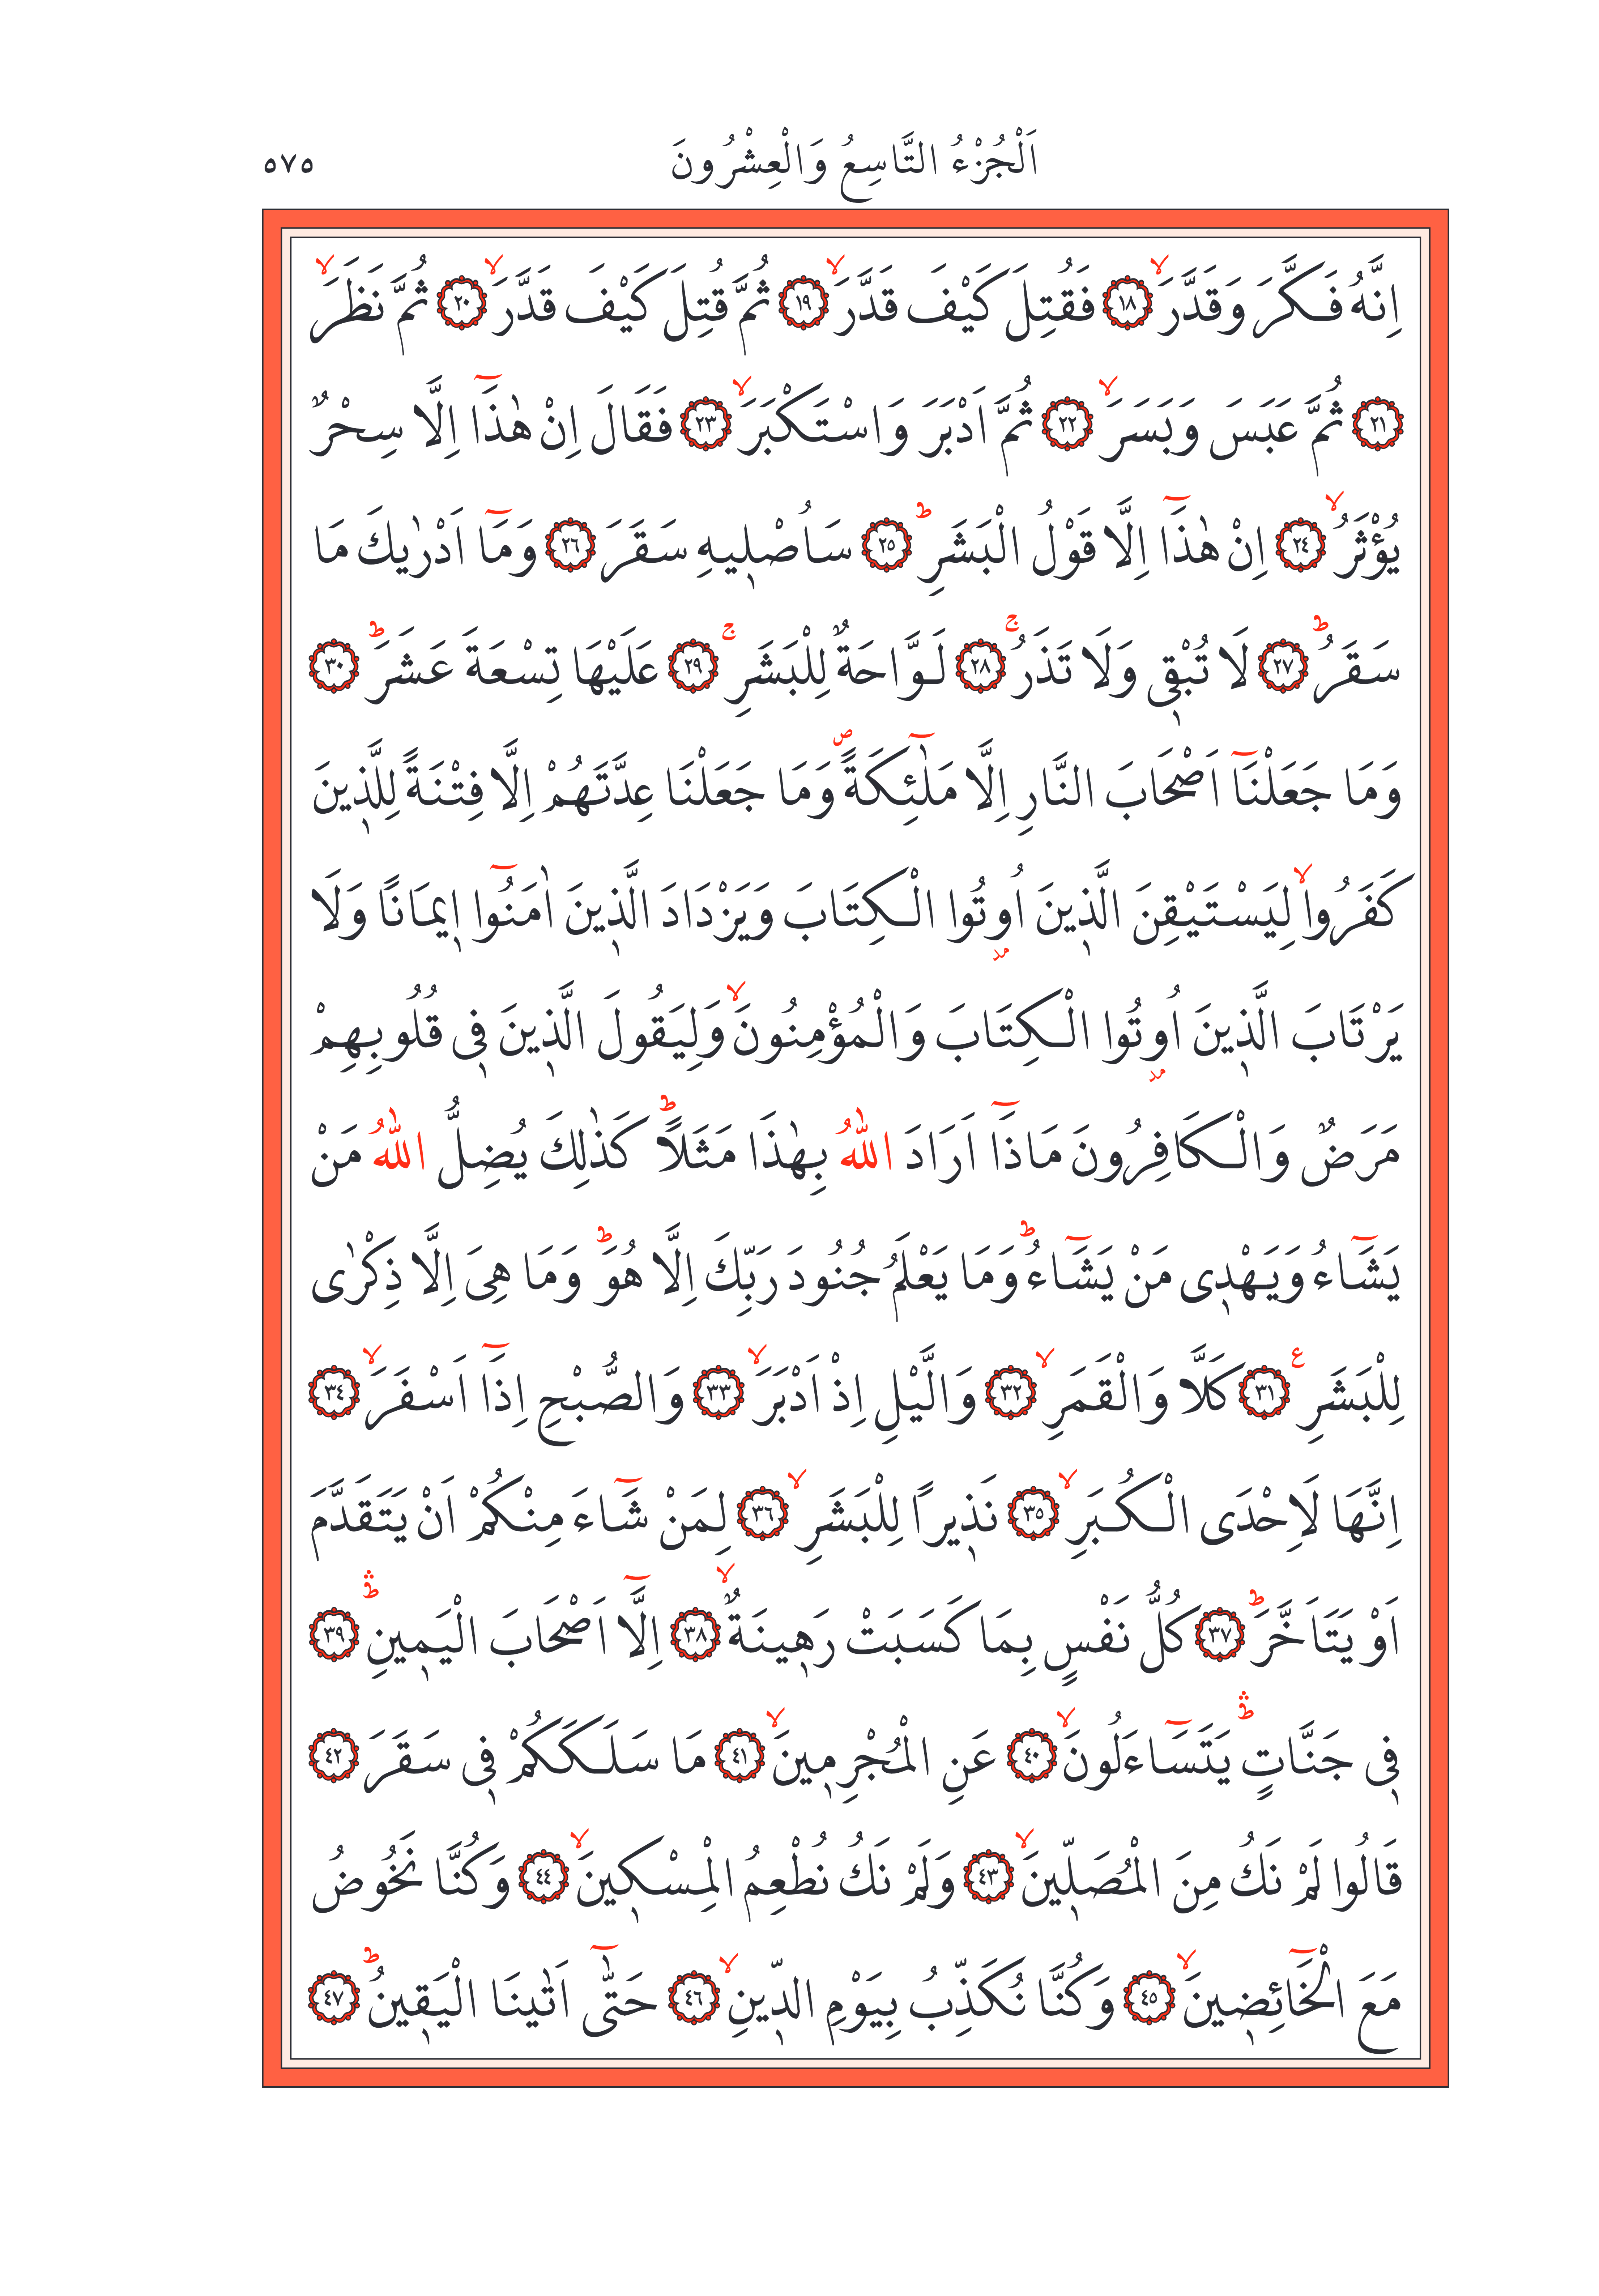 اَلْجُزْءُ التَّاسِعُ وَالْعِشْرُونَ ٥٧٥
اِنَّهُ فَكَّرَ وَقَدَّرَۙ ﴿١٨﴾ فَقُتِلَ كَيْفَ قَدَّرَۙ ﴿١٩﴾ ثُمَّ قُتِلَ كَيْفَ قَدَّرَۙ ﴿٢٠﴾ ثُمَّ نَظَرَۙ
﴿٢١﴾ ثُمَّ عَبَسَ وَبَسَرَۙ ﴿٢٢﴾ ثُمَّ اَدْبَرَ وَاسْتَكْبَرَۙ ﴿٢٣﴾ فَقَالَ اِنْ هٰذَٓا اِلَّا سِحْرٌ
يُؤْثَرُۙ ﴿٢٤﴾ اِنْ هٰذَٓا اِلَّا قَوْلُ الْبَشَرِؕ ﴿٢٥﴾ سَاُصْلٖيهِ سَقَرَ ﴿٢٦﴾ وَمَٓا اَدْرٰيكَ مَا
سَقَرُؕ ﴿٢٧﴾ لَا تُبْقٖى وَلَا تَذَرُۚ ﴿٢٨﴾ لَوَّاحَةٌ لِلْبَشَرِۚ ﴿٢٩﴾ عَلَيْهَا تِسْعَةَ عَشَرَؕ ﴿٣٠﴾
وَمَا جَعَلْنَٓا اَصْحَابَ النَّارِ اِلَّا مَلٰٓئِكَةًࣕ وَمَا جَعَلْنَا عِدَّتَهُمْ اِلَّا فِتْنَةً لِلَّذٖينَ
كَفَرُواۙ لِيَسْتَيْقِنَ الَّذٖينَ اُو۫تُوا الْكِتَابَ وَيَزْدَادَ الَّذٖينَ اٰمَنُٓوا اٖيمَانًا وَلَا
يَرْتَابَ الَّذٖينَ اُو۫تُوا الْكِتَابَ وَالْمُؤْمِنُونَۙ وَلِيَقُولَ الَّذٖينَ فٖى قُلُوبِهِمْ
مَرَضٌ وَالْكَافِرُونَ مَاذَٓا اَرَادَ اللّٰهُ بِهٰذَا مَثَلًاؕ كَذٰلِكَ يُضِلُّ اللّٰهُ مَنْ
يَشَٓاءُ وَيَهْدٖى مَنْ يَشَٓاءُؕ وَمَا يَعْلَمُ جُنُودَ رَبِّكَ اِلَّا هُوَؕ وَمَا هِىَ اِلَّا ذِكْرٰى
لِلْبَشَرِࣖ ﴿٣١﴾ كَلَّا وَالْقَمَرِۙ ﴿٣٢﴾ وَالَّيْلِ اِذْ اَدْبَرَۙ ﴿٣٣﴾ وَالصُّبْحِ اِذَٓا اَسْفَرَۙ ﴿٣٤﴾
اِنَّهَا لَاِحْدَى الْكُبَرِۙ ﴿٣٥﴾ نَذٖيرًا لِلْبَشَرِۙ ﴿٣٦﴾ لِمَنْ شَٓاءَ مِنْكُمْ اَنْ يَتَقَدَّمَ
اَوْ يَتَاَخَّرَؕ ﴿٣٧﴾ كُلُّ نَفْسٍ بِمَا كَسَبَتْ رَهٖينَةٌۙ ﴿٣٨﴾ اِلَّٓا اَصْحَابَ الْيَمٖينِؕۛ ﴿٣٩﴾
فٖى جَنَّاتٍؕۛ يَتَسَٓاءَلُونَۙ ﴿٤٠﴾ عَنِ الْمُجْرِمٖينَۙ ﴿٤١﴾ مَا سَلَكَكُمْ فٖى سَقَرَ ﴿٤٢﴾
قَالُوا لَمْ نَكُ مِنَ الْمُصَلّٖينَۙ ﴿٤٣﴾ وَلَمْ نَكُ نُطْعِمُ الْمِسْكٖينَۙ ﴿٤٤﴾ وَكُنَّا نَخُوضُ
مَعَ الْخَٓائِضٖينَۙ ﴿٤٥﴾ وَكُنَّا نُكَذِّبُ بِيَوْمِ الدّٖينِۙ ﴿٤٦﴾ حَتّٰٓى اَتٰينَا الْيَقٖينُؕ ﴿٤٧﴾